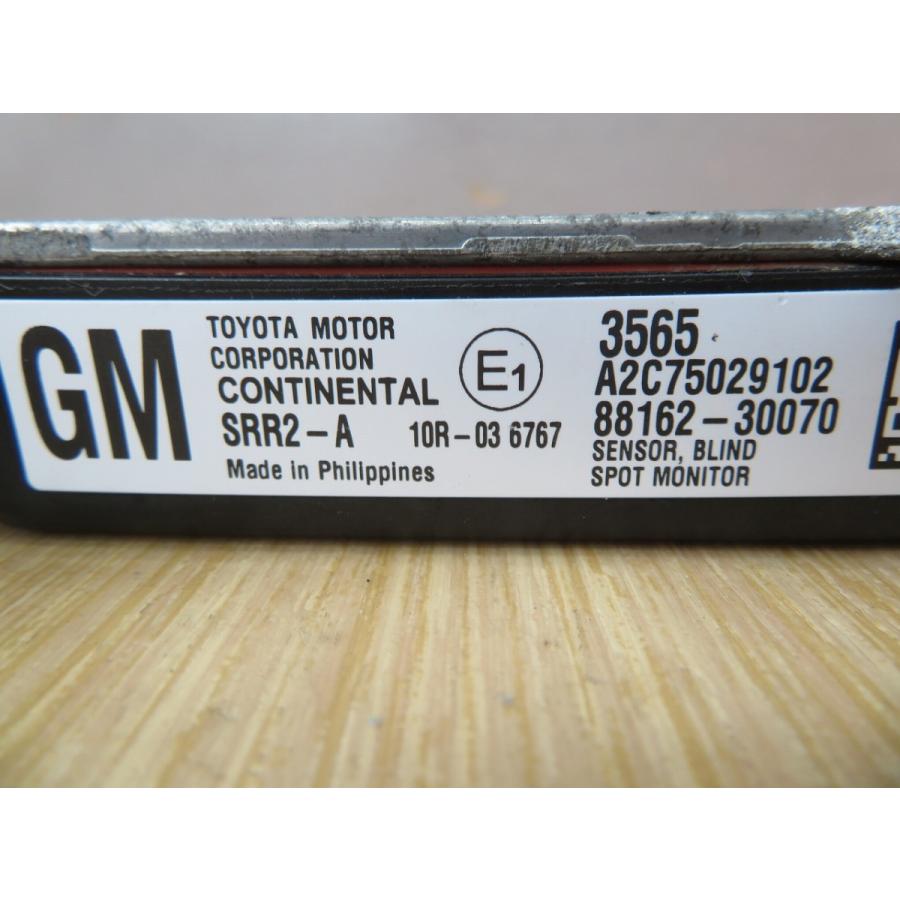 GM
TOYOTA MOTOR
CORPORATION
CONTINENTAL
SRR2-A 10R-03 6767
Made in Philippines
E1
3565
A2C75029102
88162-30070
SENSOR, BLIND
SPOT MONITOR